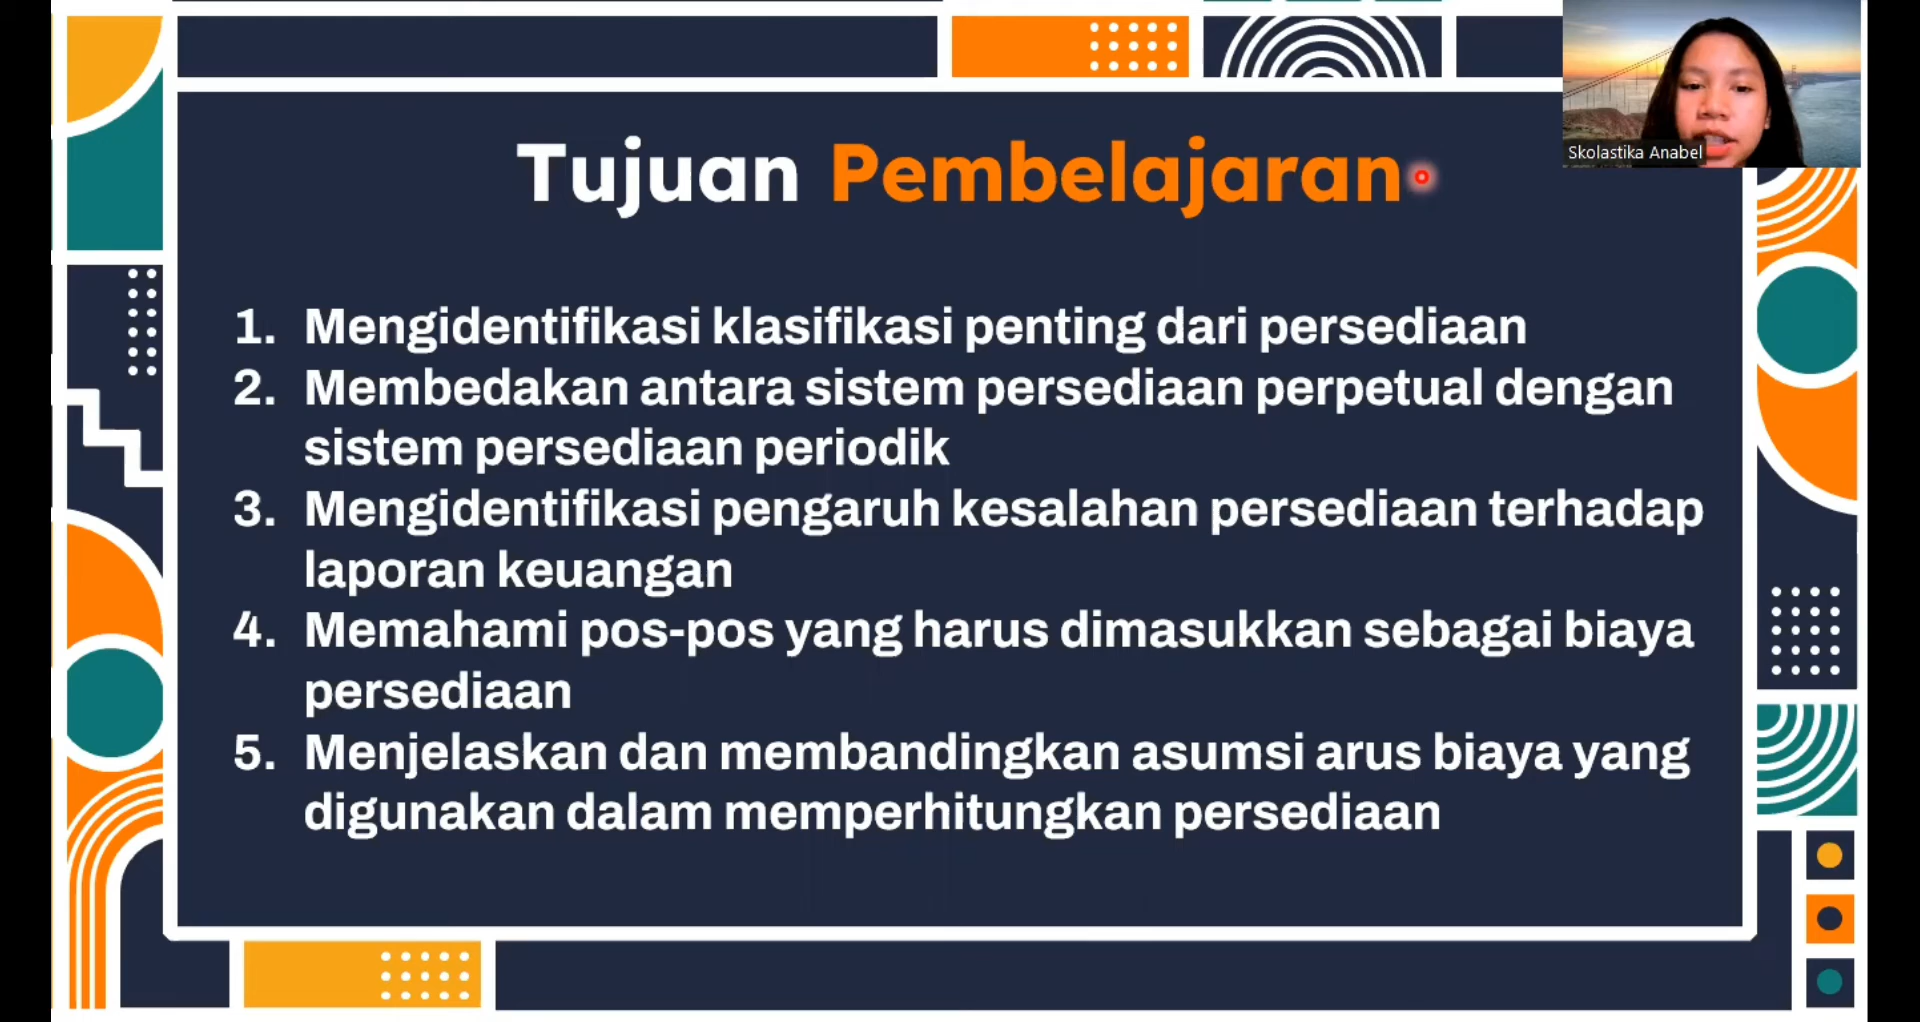 Tujuan Pembelajaran
Skolastika Anabel
1. Mengidentifikasi klasifikasi penting dari persediaan
2. Membedakan antara sistem persediaan perpetual dengan
sistem persediaan periodik
3. Mengidentifikasi pengaruh kesalahan persediaan terhadap
laporan keuangan
4. Memahami pos-pos yang harus dimasukkan sebagai biaya
persediaan
5. Menjelaskan dan membandingkan asumsi arus biaya yang
digunakan dalam memperhitungkan persediaan